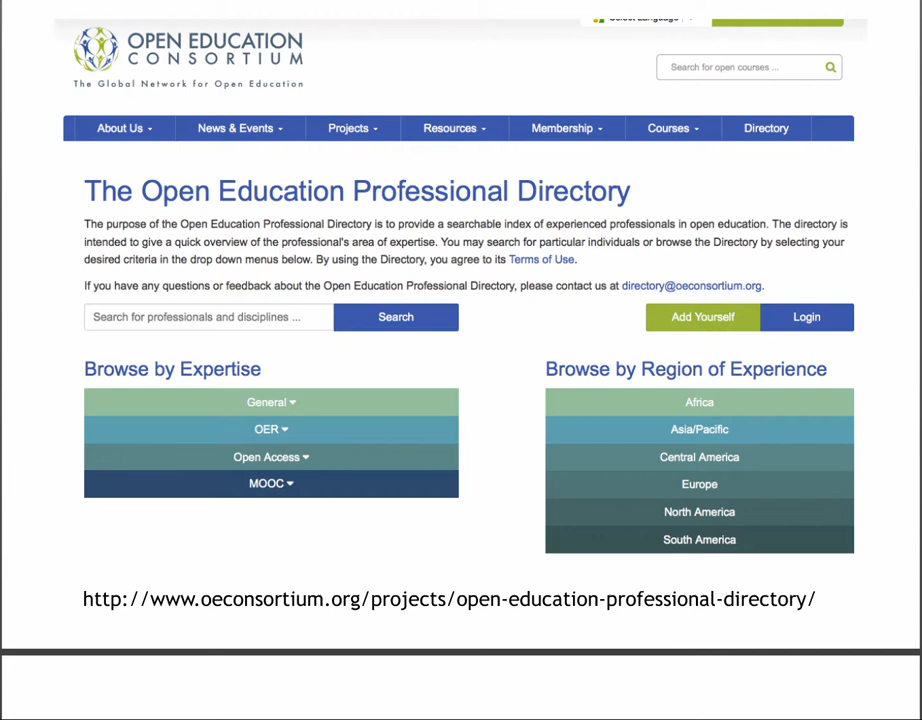 Select Language
OPEN EDUCATION
CONSORTIUM
The Global Network for Open Education
Search for open courses ...
About Us
News & Events
Projects
Resources
Membership
Courses
Directory
The Open Education Professional Directory
The purpose of the Open Education Professional Directory is to provide a searchable index of experienced professionals in open education. The directory is
intended to give a quick overview of the professional's area of expertise. You may search for particular individuals or browse the Directory by selecting your
desired criteria in the drop down menus below. By using the Directory, you agree to its Terms of Use.
If you have any questions or feedback about the Open Education Professional Directory, please contact us at directory@oeconsortium.org.
Search for professionals and disciplines ...
Search
Add Yourself
Login
Browse by Expertise
General
OER
Open Access
MOOC
Browse by Region of Experience
Africa
Asia/Pacific
Central America
Europe
North America
South America
http://www.oeconsortium.org/projects/open-education-professional-directory/